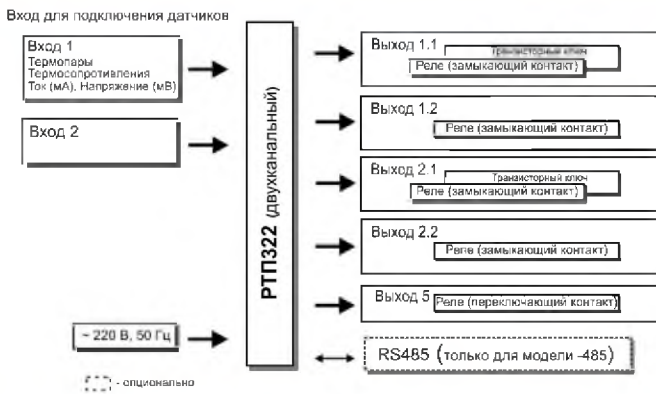 Вход для подключения датчиков
Вход 1
Термопары
Термосопротивления
Ток (мА), Напряжение (мВ)
Вход 2
~ 220 В, 50 Гц
- опционально
РТП322 (двухканальный)
Выход 1.1
Транзисторный ключ
Реле (замыкающий контакт)
Выход 1.2
Реле (замыкающий контакт)
Выход 2.1
Транзисторный ключ
Реле (замыкающий контакт)
Выход 2.2
Реле (замыкающий контакт)
Выход 5
Реле (переключающий контакт)
RS485 (только для модели -485)